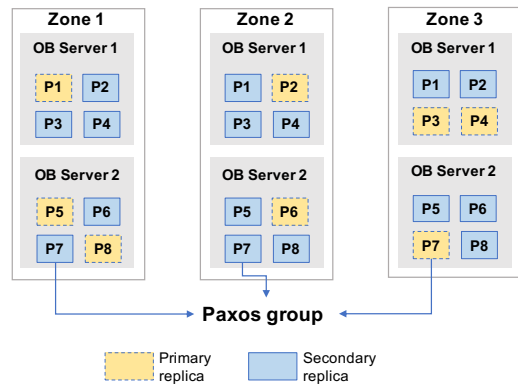 Zone 1
OB Server 1
P1 P2
P3 P4
OB Server 2
P5 P6
P7 P8
Zone 2
OB Server 1
P1 P2
P3 P4
OB Server 2
P5 P6
P7 P8
Zone 3
OB Server 1
P1 P2
P3 P4
OB Server 2
P5 P6
P7 P8
Paxos group
Primary
replica
Secondary
replica